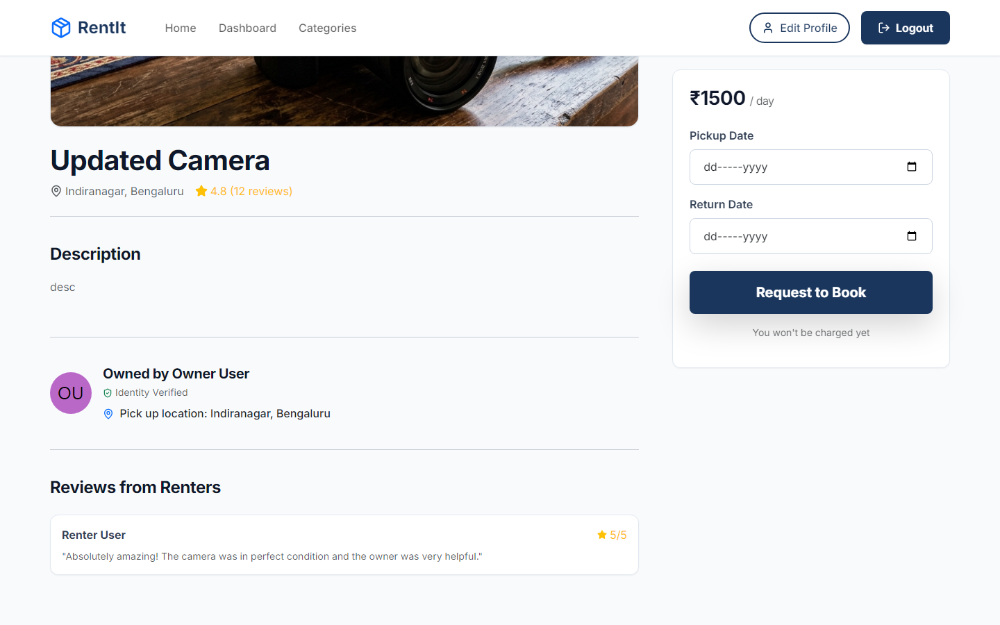 RentIt
Home
Dashboard
Categories
Edit Profile
Logout
Updated Camera
Indiranagar, Bengaluru
4.8 (12 reviews)
Description
desc
OU
Owned by Owner User
Identity Verified
Pick up location: Indiranagar, Bengaluru
Reviews from Renters
Renter User
5/5
"Absolutely amazing! The camera was in perfect condition and the owner was very helpful."
₹1500 / day
Pickup Date
dd-----yyyy
Return Date
dd-----yyyy
Request to Book
You won't be charged yet